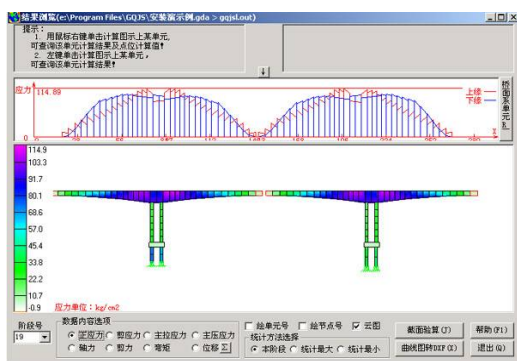 结果浏览(e:\Program Files\GQJS\安装演示例.gda > gqjsl.out)
提示:
1. 用鼠标右键单击计算图示上某单元,
可查询该单元计算结果及点位计算值!
2. 左键单击计算图示上某单元,
可查询该单元计算结果!
应力
114.89
上缘
下缘
桥面系单元
0
114.9
103.3
91.7
80.1
68.6
57.0
45.4
33.8
22.2
10.7
-0.9
应力单位: kg/cm2
阶段号
19
数据内容选项
正应力 剪应力 主拉应力 主压应力
轴力 剪力 弯矩 位移 Σ
绘单元号 绘节点号 云图
统计方法选择
本阶段 统计最大 统计最小
截面验算(J)
帮助(F1)
曲线图转DXF(X)
退出(Q)